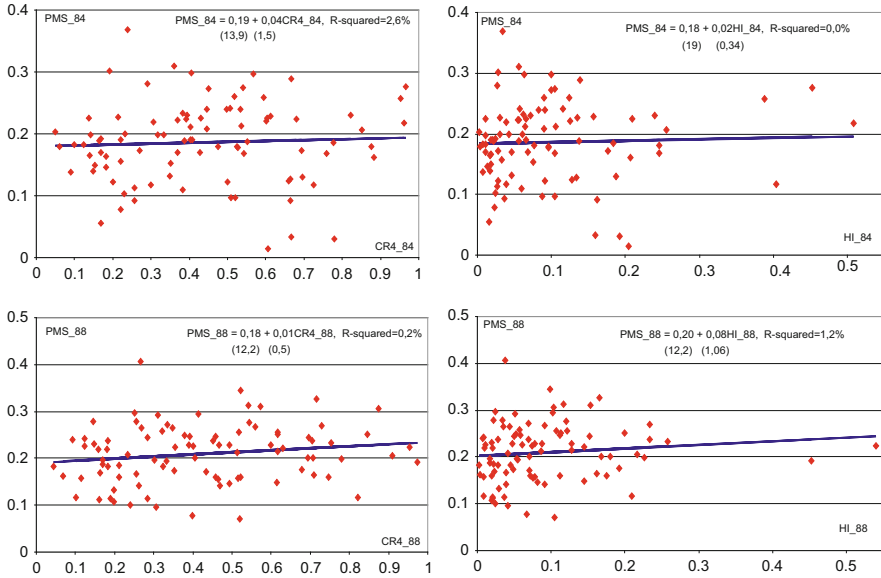 PMS_84
PMS_84 = 0,19 + 0,04CR4_84, R-squared=2,6%
(13,9) (1,5)
0.4
0.3
0.2
0.1
0
CR4_84
0 0.1 0.2 0.3 0.4 0.5 0.6 0.7 0.8 0.9 1
PMS_84
PMS_84 = 0,18 + 0,02HI_84, R-squared=0,0%
(19) (0,34)
0.4
0.3
0.2
0.1
0
HI_84
0 0.1 0.2 0.3 0.4 0.5
0.5
PMS_88
PMS_88 = 0,18 + 0,01CR4_88, R-squared=0,2%
(12,2) (0,5)
0.4
0.3
0.2
0.1
0
CR4_88
0 0.1 0.2 0.3 0.4 0.5 0.6 0.7 0.8 0.9 1
0.5
PMS_88
PMS_88 = 0,20 + 0,08HI_88, R-squared=1,2%
(12,2) (1,06)
0.4
0.3
0.2
0.1
0
HI_88
0 0.1 0.2 0.3 0.4 0.5